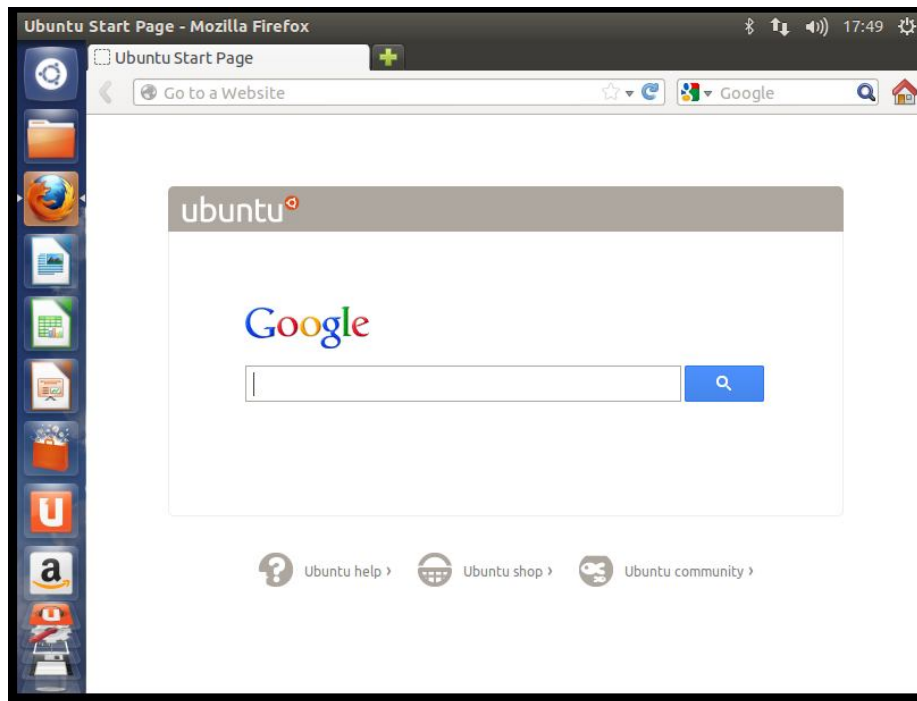 Ubuntu Start Page - Mozilla Firefox 17:49
Ubuntu Start Page
Go to a Website Google
ubuntu
Google
Ubuntu help › Ubuntu shop › Ubuntu community ›
U
a
U